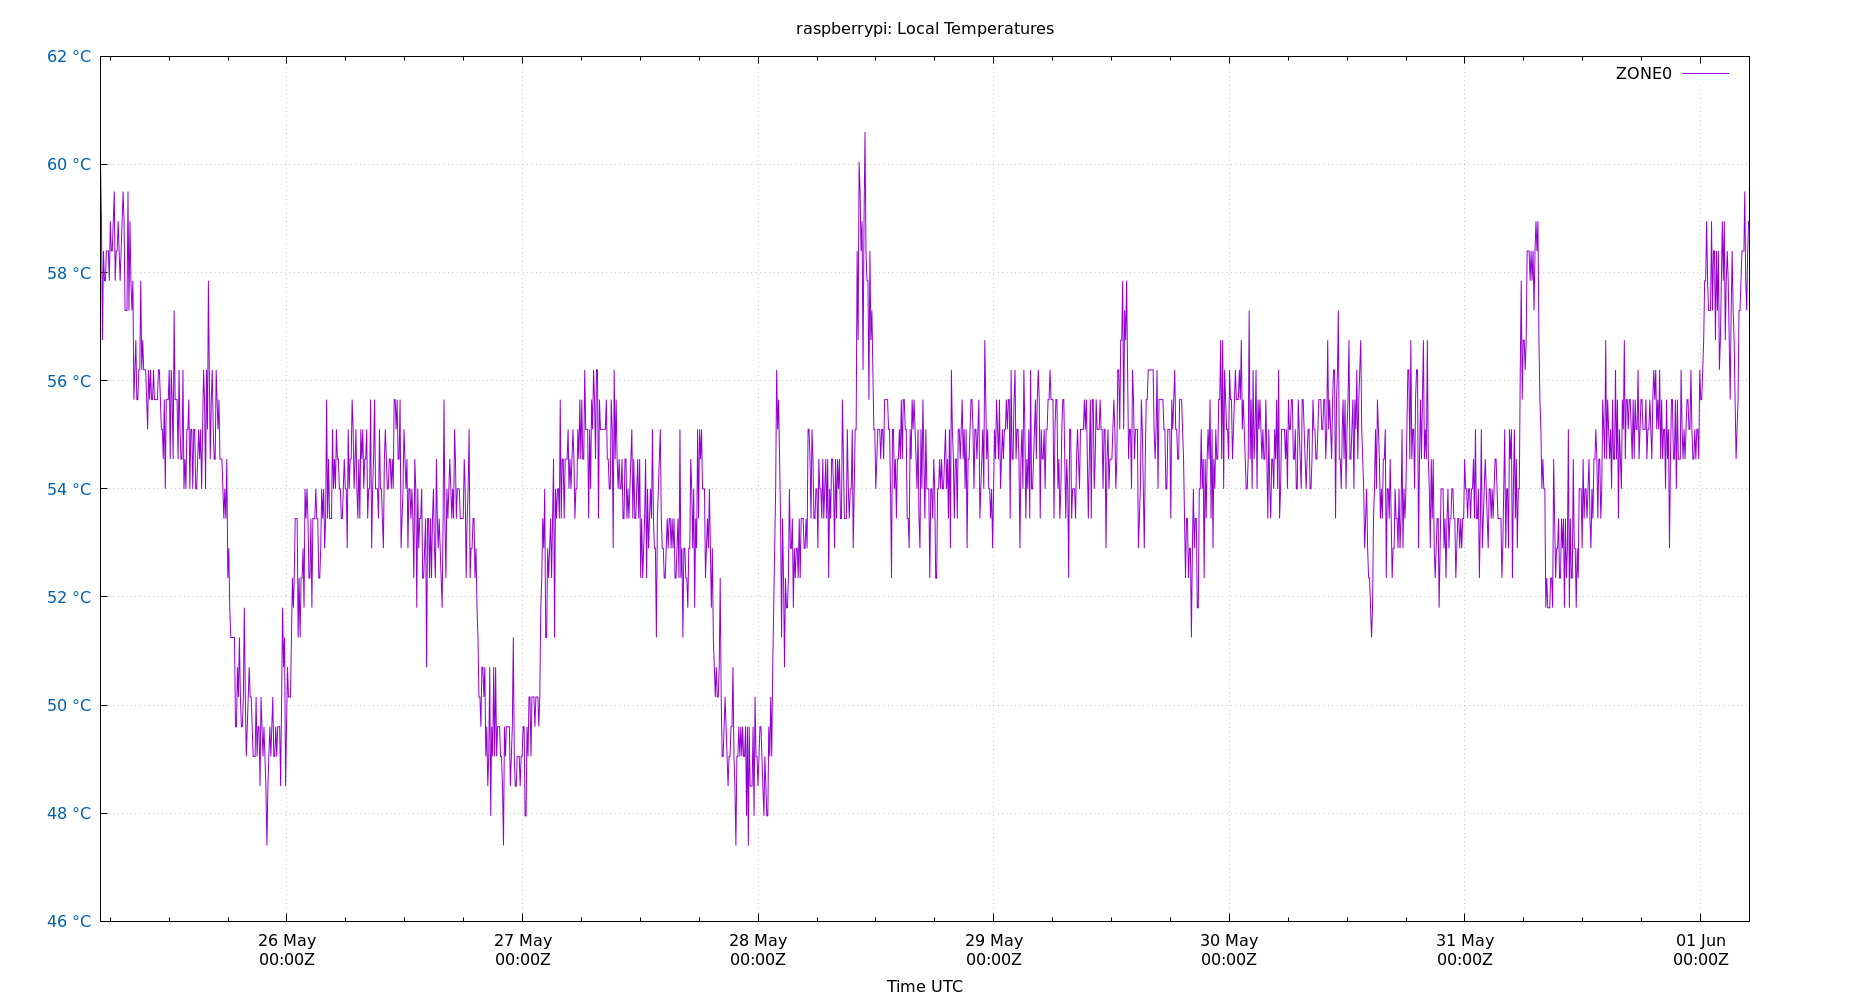 raspberrypi: Local Temperatures
62 °C
ZONE0
60 °C
58 °C
56 °C
54 °C
52 °C
50 °C
48 °C
46 °C
26 May 27 May 28 May 29 May 30 May 31 May 01 Jun
00:00Z 00:00Z 00:00Z 00:00Z 00:00Z 00:00Z 00:00Z
Time UTC